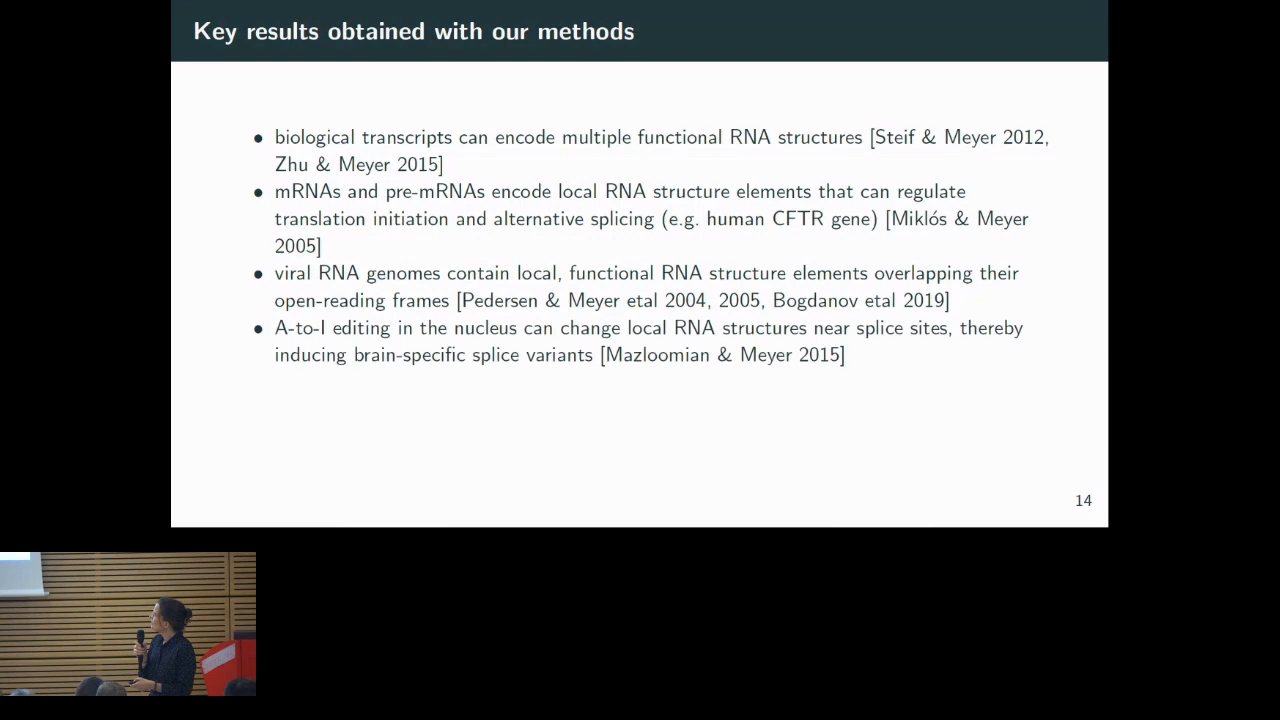 Key results obtained with our methods
• biological transcripts can encode multiple functional RNA structures [Steif & Meyer 2012,
Zhu & Meyer 2015]
• mRNAs and pre-mRNAs encode local RNA structure elements that can regulate
translation initiation and alternative splicing (e.g. human CFTR gene) [Miklós & Meyer
2005]
• viral RNA genomes contain local, functional RNA structure elements overlapping their
open-reading frames [Pedersen & Meyer etal 2004, 2005, Bogdanov etal 2019]
• A-to-I editing in the nucleus can change local RNA structures near splice sites, thereby
inducing brain-specific splice variants [Mazloomian & Meyer 2015]
14